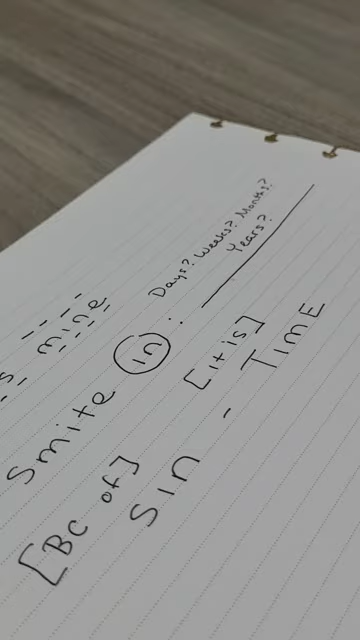 s
mine
Days? Weeks? Months?
Years?
Smite in : 
[BC of] [it is]
Sin - TIME